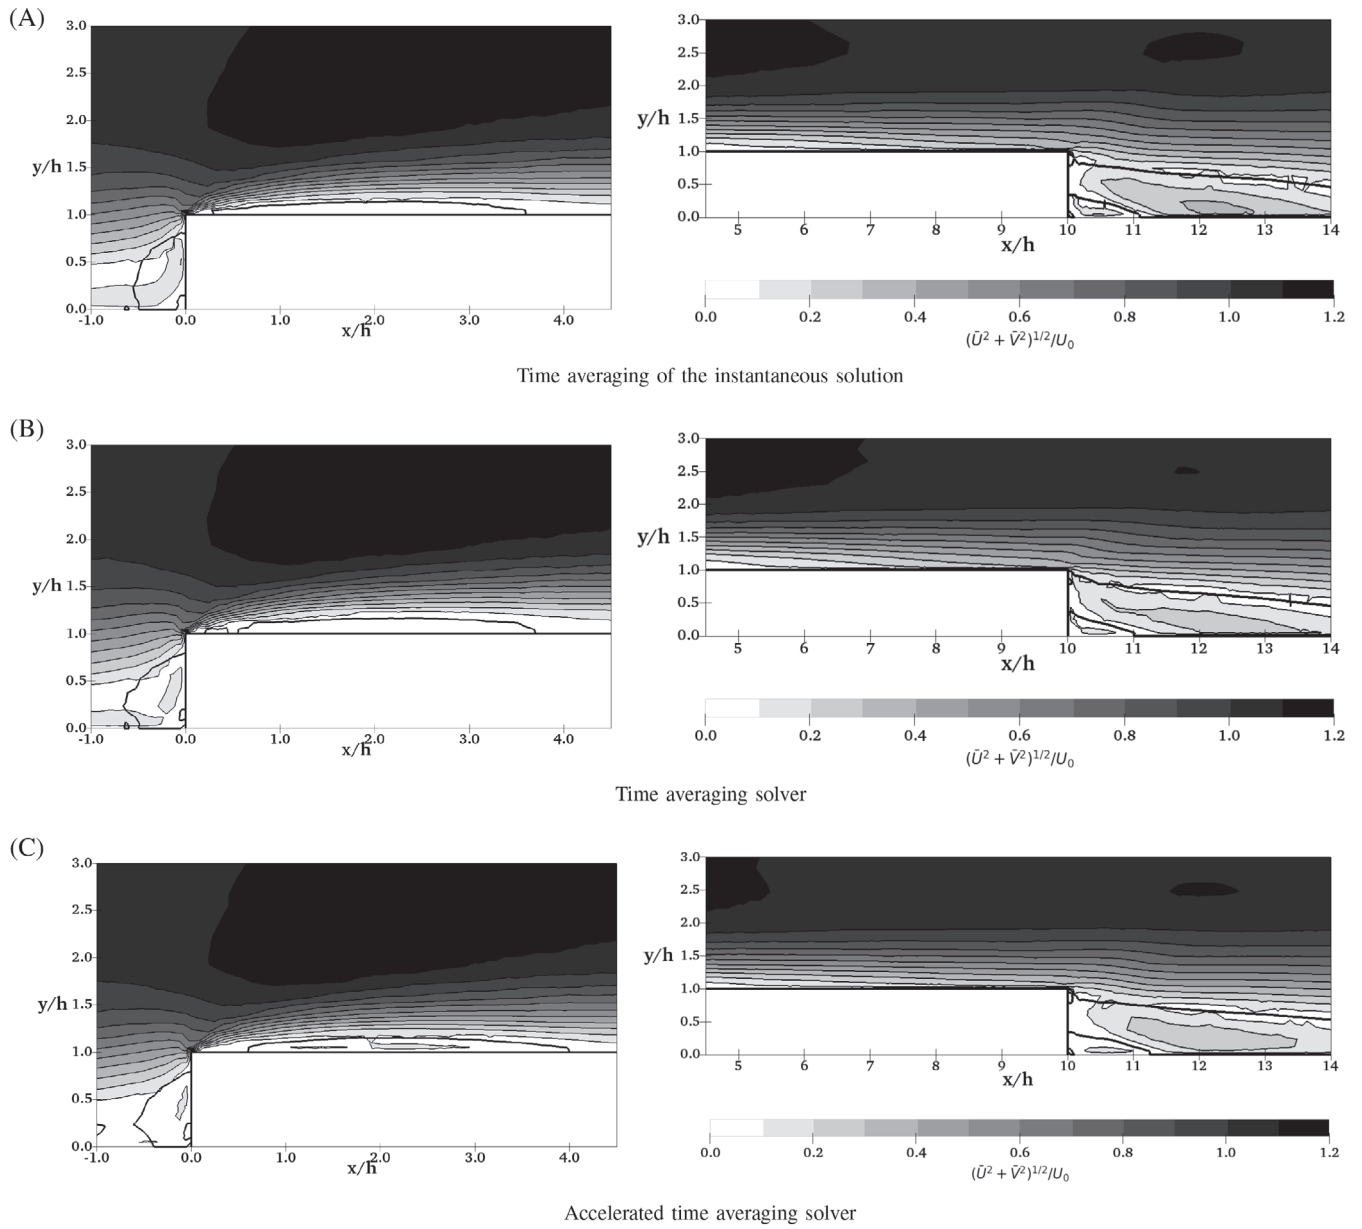 (A)
3.0
2.5
2.0
y/h 1.5
1.0
0.5
0.0
-1.0 0.0 1.0 2.0 3.0 4.0
x/h
3.0
2.5
2.0
y/h 1.5
1.0
0.5
0.0
5 6 7 8 9 10 11 12 13 14
x/h
0.0 0.2 0.4 0.6 0.8 1.0 1.2
(Ū² + V̄²)^{1/2}/U₀
Time averaging of the instantaneous solution
(B)
3.0
2.5
2.0
y/h 1.5
1.0
0.5
0.0
-1.0 0.0 1.0 2.0 3.0 4.0
x/h
3.0
2.5
2.0
y/h 1.5
1.0
0.5
0.0
5 6 7 8 9 10 11 12 13 14
x/h
0.0 0.2 0.4 0.6 0.8 1.0 1.2
(Ū² + V̄²)^{1/2}/U₀
Time averaging solver
(C)
3.0
2.5
2.0
y/h 1.5
1.0
0.5
0.0
-1.0 0.0 1.0 2.0 3.0 4.0
x/h
3.0
2.5
2.0
y/h 1.5
1.0
0.5
0.0
5 6 7 8 9 10 11 12 13 14
x/h
0.0 0.2 0.4 0.6 0.8 1.0 1.2
(Ū² + V̄²)^{1/2}/U₀
Accelerated time averaging solver